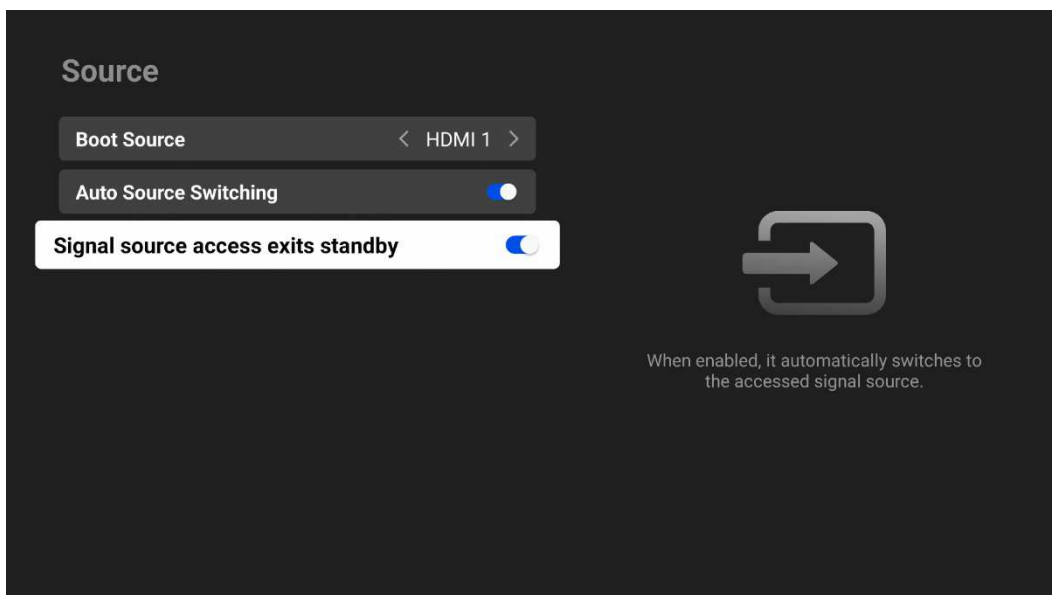 Source
Boot Source < HDMI 1 >
Auto Source Switching
Signal source access exits standby
When enabled, it automatically switches to
the accessed signal source.